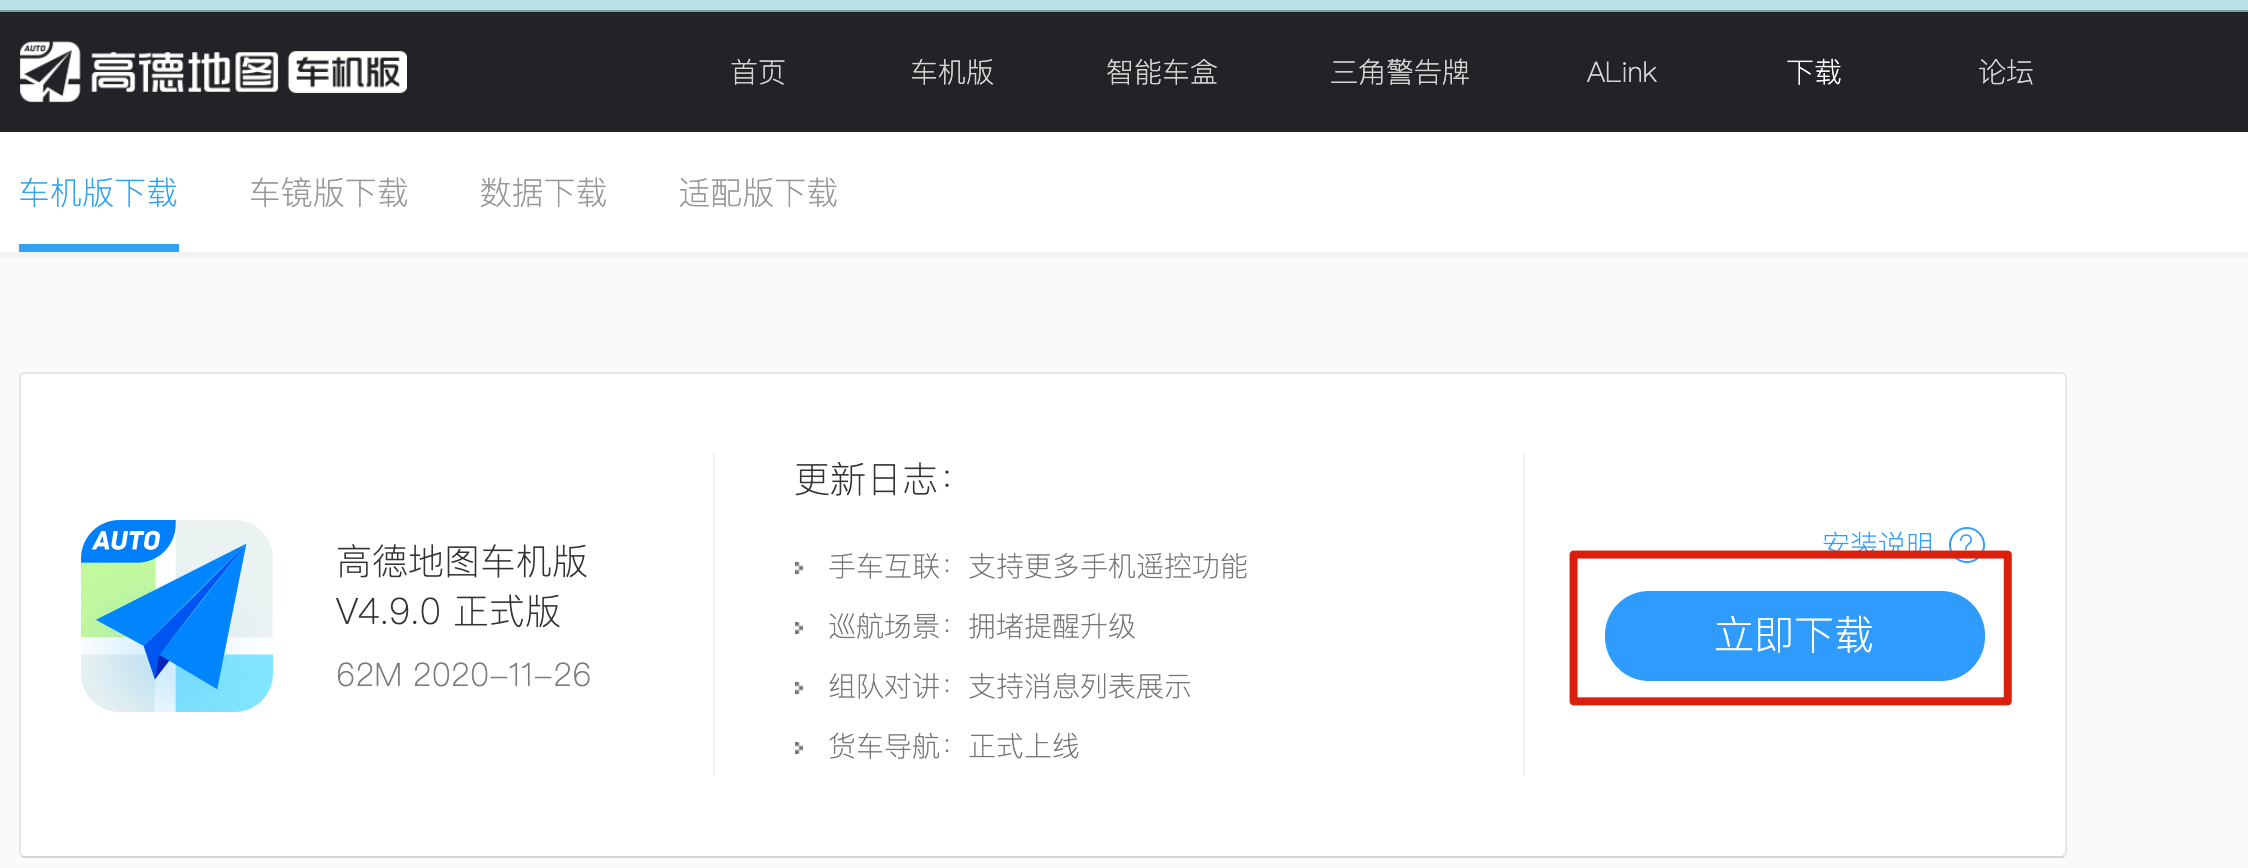 AUTO 高德地图 车机版
首页 车机版 智能车盒 三角警告牌 ALink 下载 论坛
车机版下载 车镜版下载 数据下载 适配版下载
AUTO
高德地图车机版
V4.9.0 正式版
62M 2020-11-26
更新日志:
手车互联: 支持更多手机遥控功能
巡航场景: 拥堵提醒升级
组队对讲: 支持消息列表展示
货车导航: 正式上线
安装说明 ?
立即下载